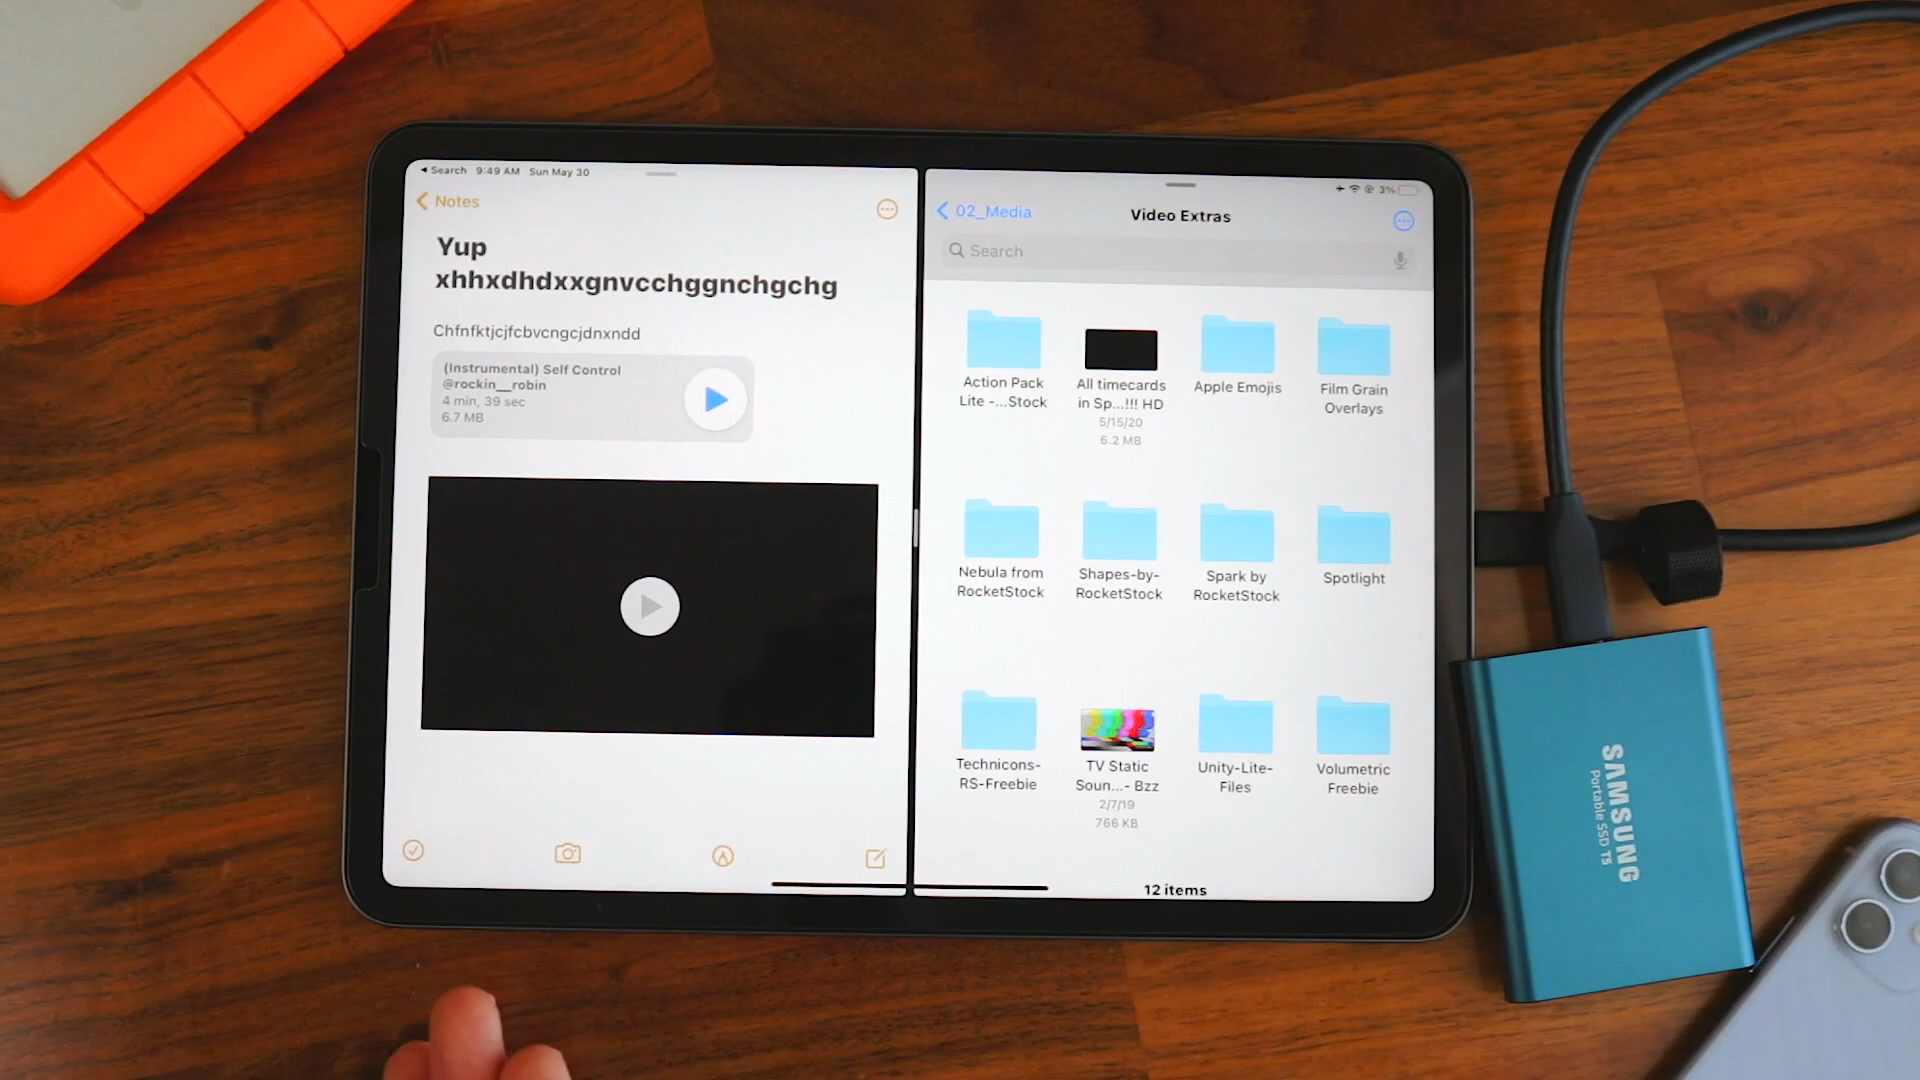 Search 9:49 AM Sun May 30
Notes
Yup
xhhxdhdxxgnvcchggnchgchg
Chfnfktjcjfcbvcngcjdnxndd
(Instrumental) Self Control
@rockin__robin
4 min, 39 sec
6.7 MB
3%
02_Media
Video Extras
Search
Action Pack
Lite -...Stock
All timecards
in Sp...!!! HD
5/15/20
6.2 MB
Apple Emojis
Film Grain
Overlays
Nebula from
RocketStock
Shapes-by-
RocketStock
Spark by
RocketStock
Spotlight
Technicons-
RS-Freebie
TV Static
Soun...- Bzz
2/7/19
766 KB
Unity-Lite-
Files
Volumetric
Freebie
12 items
SAMSUNG
Portable SSD T5